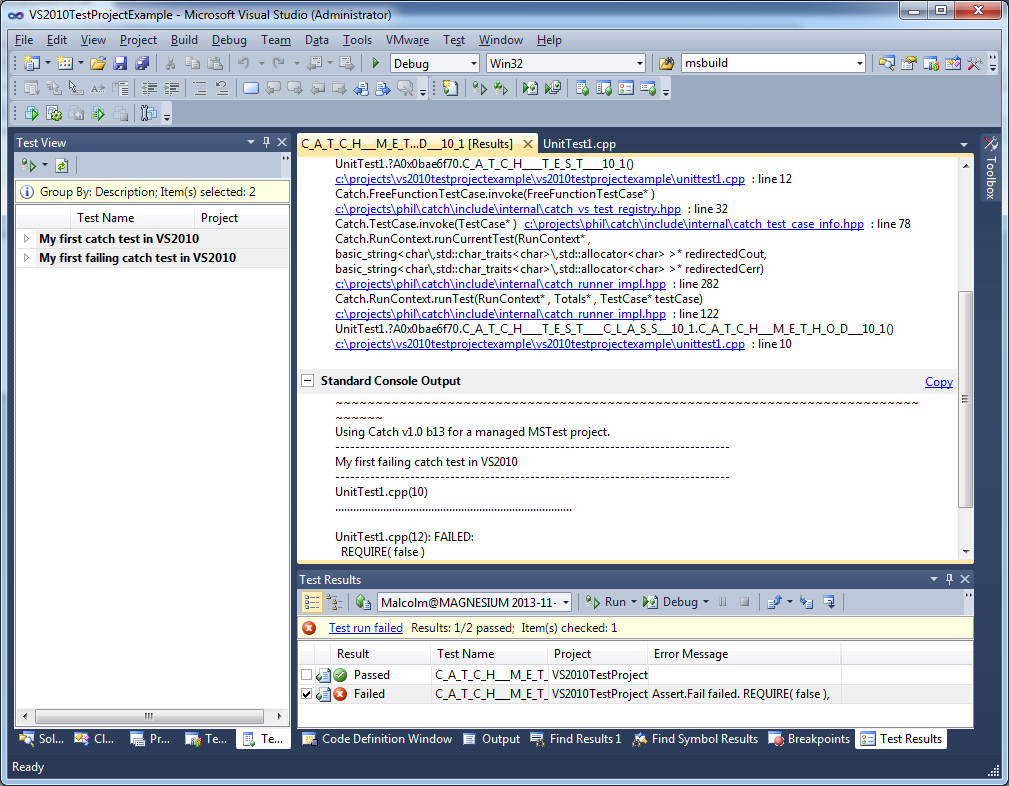 VS2010TestProjectExample - Microsoft Visual Studio (Administrator)
File Edit View Project Build Debug Team Data Tools VMware Test Window Help
Debug Win32 msbuild
Test View
Group By: Description; Item(s) selected: 2
Test Name Project
My first catch test in VS2010
My first failing catch test in VS2010
C_A_T_C_H___M_E_T...D___10_1 [Results] UnitTest1.cpp
Toolbox
UnitTest1.?A0x0bae6f70.C_A_T_C_H____T_E_S_T____10_1()
c:\projects\vs2010testprojectexample\vs2010testprojectexample\unittest1.cpp : line 12
Catch.FreeFunctionTestCase.invoke(FreeFunctionTestCase* )
c:\projects\phil\catch\include\internal\catch_vs_test_registry.hpp : line 32
Catch.TestCase.invoke(TestCase* ) c:\projects\phil\catch\include\internal\catch_test_case_info.hpp : line 78
Catch.RunContext.runCurrentTest(RunContext* ,
basic_string<char\,std::char_traits<char>\,std::allocator<char> >* redirectedCout,
basic_string<char\,std::char_traits<char>\,std::allocator<char> >* redirectedCerr)
c:\projects\phil\catch\include\internal\catch_runner_impl.hpp : line 282
Catch.RunContext.runTest(RunContext* , Totals* , TestCase* testCase)
c:\projects\phil\catch\include\internal\catch_runner_impl.hpp : line 122
UnitTest1.?A0x0bae6f70.C_A_T_C_H____T_E_S_T____C_L_A_S_S___10_1.C_A_T_C_H___M_E_T_H_O_D___10_1()
c:\projects\vs2010testprojectexample\vs2010testprojectexample\unittest1.cpp : line 10
Standard Console Output Copy
~~~~~~~~~~~~~~~~~~~~~~~~~~~~~~~~~~~~~~~~~~~~~~~~~~~~~~~~~~~~~~~~~~~~~~~~~
~~~~~~
Using Catch v1.0 b13 for a managed MSTest project.
-------------------------------------------------------------------------------
My first failing catch test in VS2010
-------------------------------------------------------------------------------
UnitTest1.cpp(10)
...............................................................................
UnitTest1.cpp(12): FAILED:
REQUIRE( false )
Test Results
Malcolm@MAGNESIUM 2013-11- Run Debug
Test run failed Results: 1/2 passed; Item(s) checked: 1
Result Test Name Project Error Message
Passed C_A_T_C_H___M_E_T_ VS2010TestProject
Failed C_A_T_C_H___M_E_T_ VS2010TestProject Assert.Fail failed. REQUIRE( false ),
Sol... Cl... Pr... Te... Te... Code Definition Window Output Find Results 1 Find Symbol Results Breakpoints Test Results
Ready